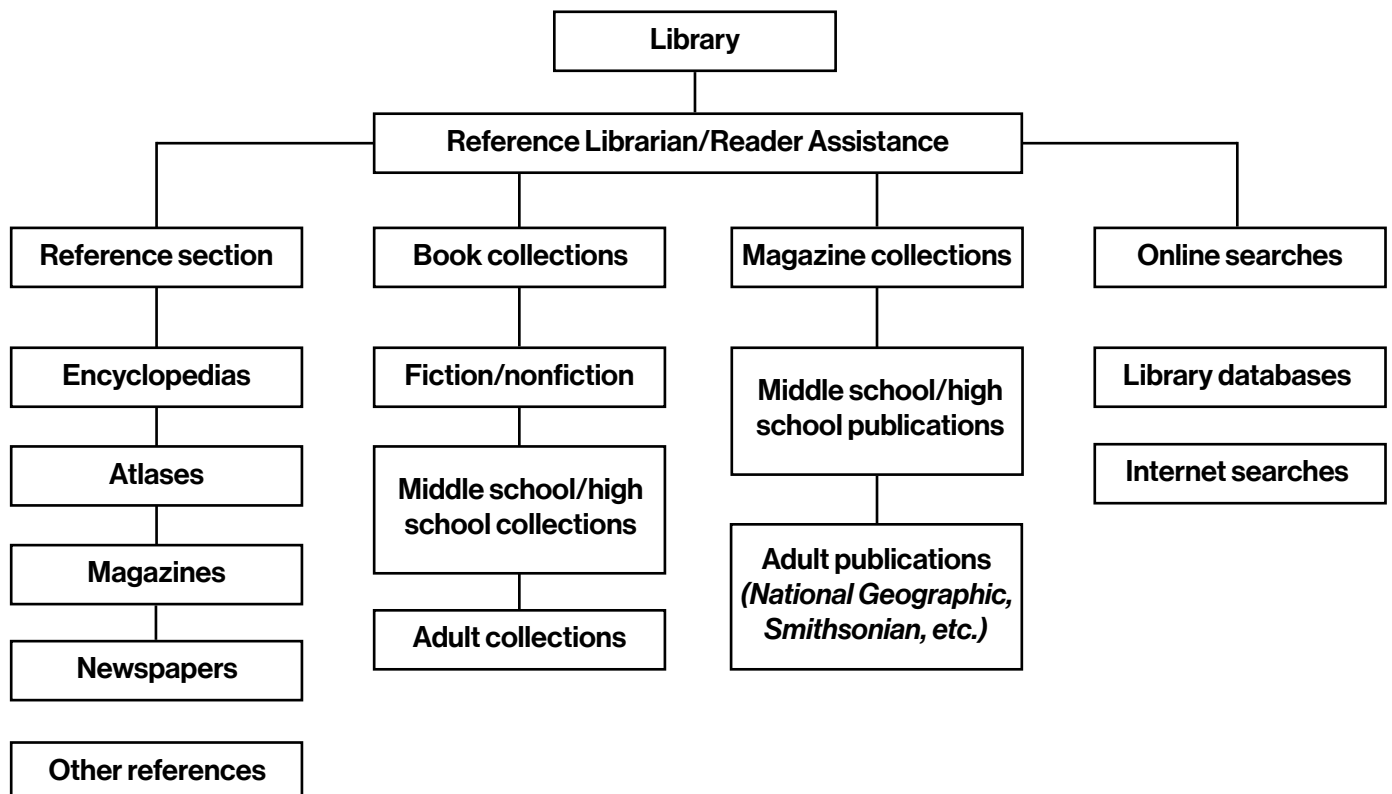 Library
Reference Librarian/Reader Assistance
Reference section
Encyclopedias
Atlases
Magazines
Newspapers
Other references
Book collections
Fiction/nonfiction
Middle school/high
school collections
Adult collections
Magazine collections
Middle school/high
school publications
Adult publications
(National Geographic,
Smithsonian, etc.)
Online searches
Library databases
Internet searches